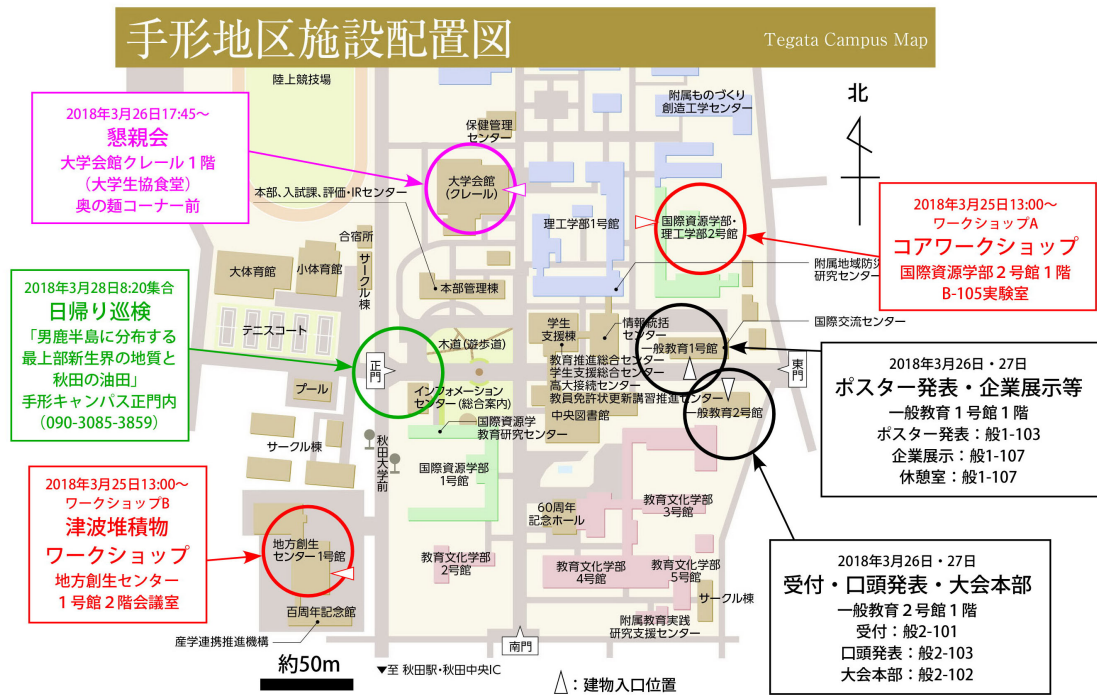 手形地区施設配置図
Tegata Campus Map
陸上競技場
附属ものづくり
創造工学センター
北
保健管理
センター
2018年3月26日17:45～
懇親会
大学会館クレール１階
（大学生協食堂）
奥の麺コーナー前
大学会館
(クレール)
本部、入試課、評価・IRセンター
理工学部1号館
国際資源学部・
理工学部2号館
2018年3月25日13:00～
ワークショップA
コアワークショップ
国際資源学部２号館１階
B-105実験室
合宿所
サークル棟
大体育館
小体育館
本部管理棟
附属地域防災
研究センター
2018年3月28日8:20集合
日帰り巡検
「男鹿半島に分布する
最上部新生界の地質と
秋田の油田」
手形キャンパス正門内
（090-3085-3859）
テニスコート
プール
正門
木道（遊歩道）
インフォメーション
センター（総合案内）
学生
支援棟
情報統括
センター
国際交流センター
一般教育1号館
東門
教育推進総合センター
学生支援総合センター
高大接続センター
教員免許状更新講習推進センター
中央図書館
一般教育2号館
2018年3月26日・27日
ポスター発表・企業展示等
一般教育１号館１階
ポスター発表：般1-103
企業展示：般1-107
休憩室：般1-107
国際資源学
教育研究センター
サークル棟
秋田大学前
国際資源学部
1号館
2018年3月25日13:00～
ワークショップB
津波堆積物
ワークショップ
地方創生センター
１号館２階会議室
地方創生
センター1号館
60周年
記念ホール
教育文化学部
3号館
教育文化学部
2号館
教育文化学部
4号館
教育文化学部
5号館
サークル棟
2018年3月26日・27日
受付・口頭発表・大会本部
一般教育２号館１階
受付：般2-101
口頭発表：般2-103
大会本部：般2-102
百周年記念館
産学連携推進機構
附属教育実践
研究支援センター
南門
約50m
▼至 秋田駅・秋田中央IC
△：建物入口位置